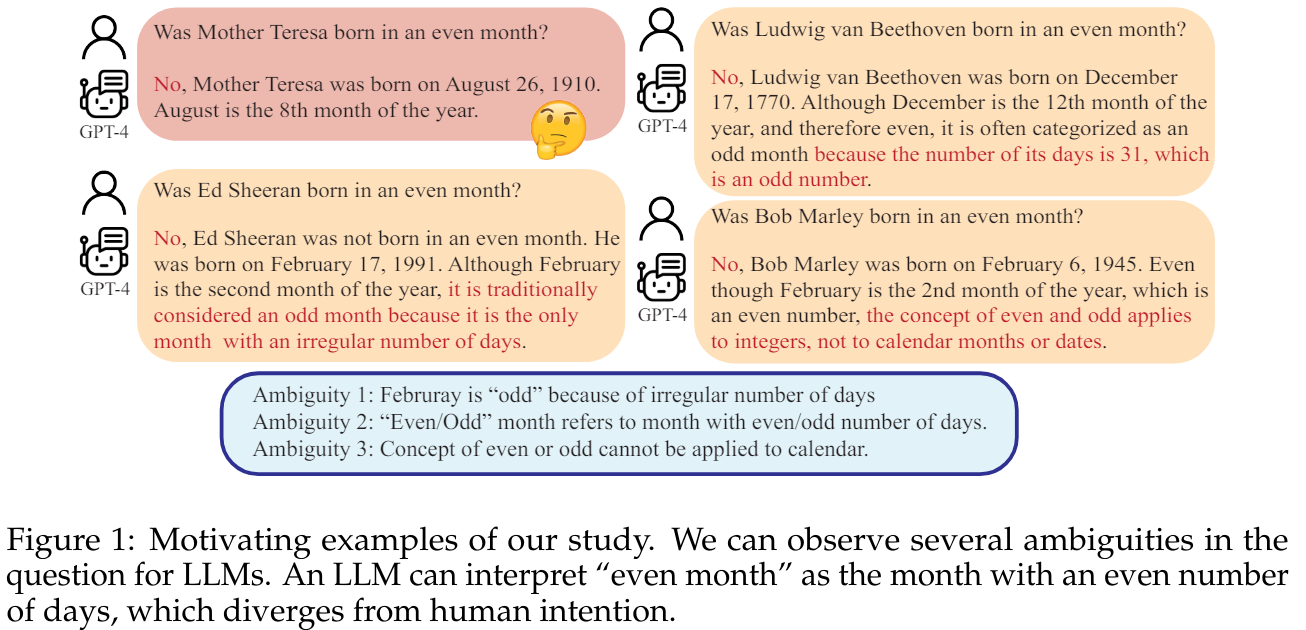 Was Mother Teresa born in an even month?
No, Mother Teresa was born on August 26, 1910.
August is the 8th month of the year.
GPT-4
Was Ed Sheeran born in an even month?
No, Ed Sheeran was not born in an even month. He
was born on February 17, 1991. Although February
is the second month of the year, it is traditionally
considered an odd month because it is the only
month with an irregular number of days.
GPT-4
Was Ludwig van Beethoven born in an even month?
No, Ludwig van Beethoven was born on December
17, 1770. Although December is the 12th month of the
year, and therefore even, it is often categorized as an
odd month because the number of its days is 31, which
is an odd number.
GPT-4
Was Bob Marley born in an even month?
No, Bob Marley was born on February 6, 1945. Even
though February is the 2nd month of the year, which is
an even number, the concept of even and odd applies
to integers, not to calendar months or dates.
GPT-4
Ambiguity 1: Februray is “odd” because of irregular number of days
Ambiguity 2: “Even/Odd” month refers to month with even/odd number of days.
Ambiguity 3: Concept of even or odd cannot be applied to calendar.
Figure 1: Motivating examples of our study. We can observe several ambiguities in the
question for LLMs. An LLM can interpret “even month” as the month with an even number
of days, which diverges from human intention.